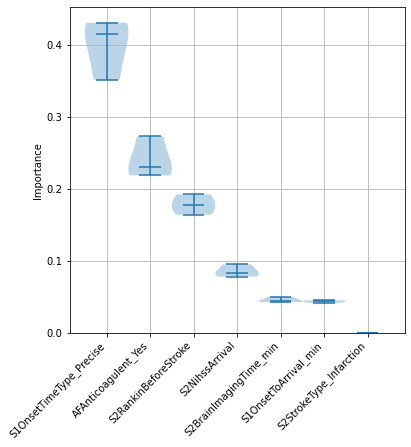 Importance
0.4
0.3
0.2
0.1
0.0
S1OnsetTimeType_Precise
AFAnticoagulent_Yes
S2RankinBeforeStroke
S2NihssArrival
S2BrainImagingTime_min
S1OnsetToArrival_min
S2StrokeType_Infarction